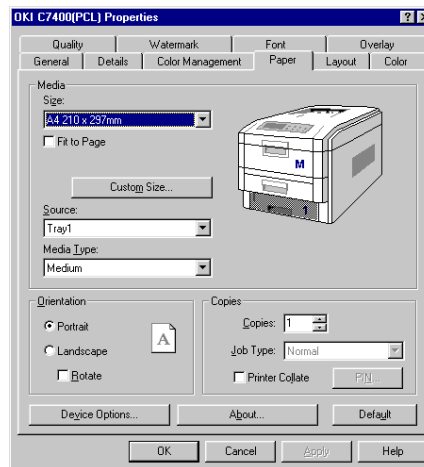 OKI C7400(PCL) Properties
Quality Watermark Font Overlay
General Details Color Management Paper Layout Color
Media
Size:
A4 210 x 297mm
Fit to Page
Custom Size...
Source:
Tray1
Media Type:
Medium
M
1
Orientation
Portrait
Landscape
Rotate
A
Copies
Copies: 1
Job Type: Normal
Printer Collate PIN...
Device Options... About... Default
OK Cancel Apply Help